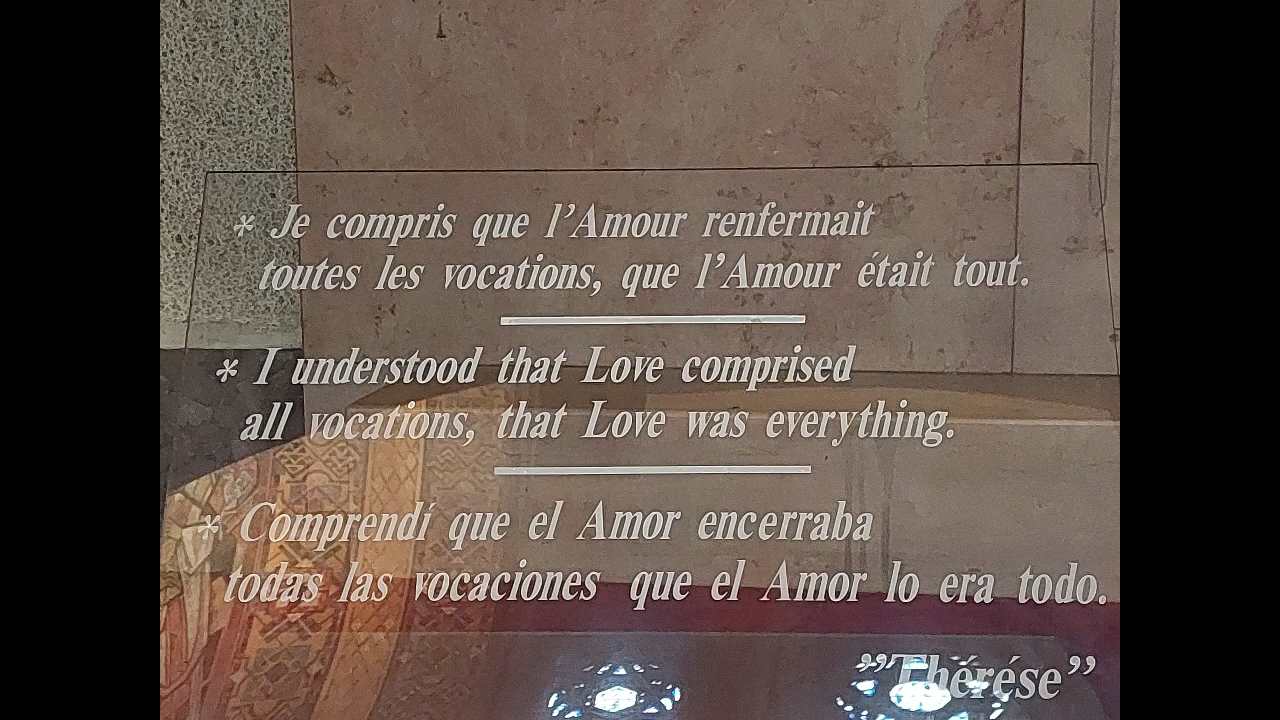 * Je compris que l’Amour renfermait
toutes les vocations, que l’Amour était tout.
* I understood that Love comprised
all vocations, that Love was everything.
* Comprendí que el Amor encerraba
todas las vocaciones que el Amor lo era todo.
”Thérése”